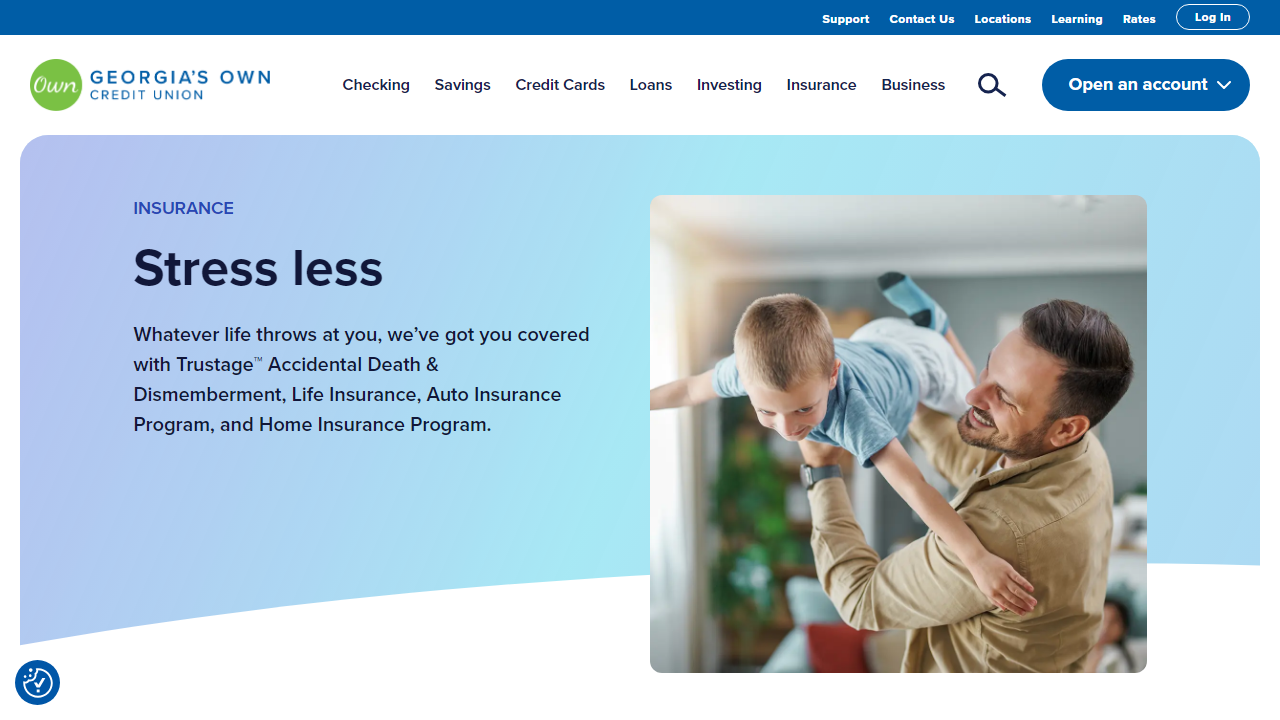 Support Contact Us Locations Learning Rates Log In
Own GEORGIA'S OWN
CREDIT UNION
Checking Savings Credit Cards Loans Investing Insurance Business
Open an account
INSURANCE
Stress less
Whatever life throws at you, we’ve got you covered
with Trustage™ Accidental Death &
Dismemberment, Life Insurance, Auto Insurance
Program, and Home Insurance Program.